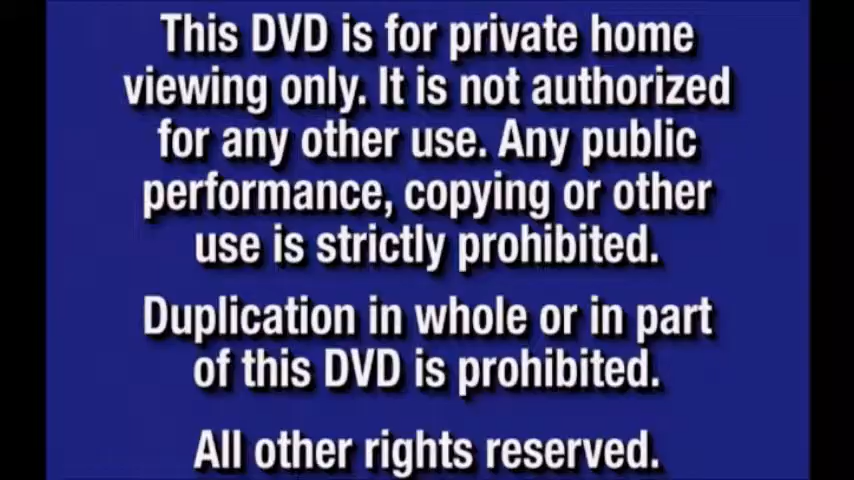 This DVD is for private home
viewing only. It is not authorized
for any other use. Any public
performance, copying or other
use is strictly prohibited.
Duplication in whole or in part
of this DVD is prohibited.
All other rights reserved.